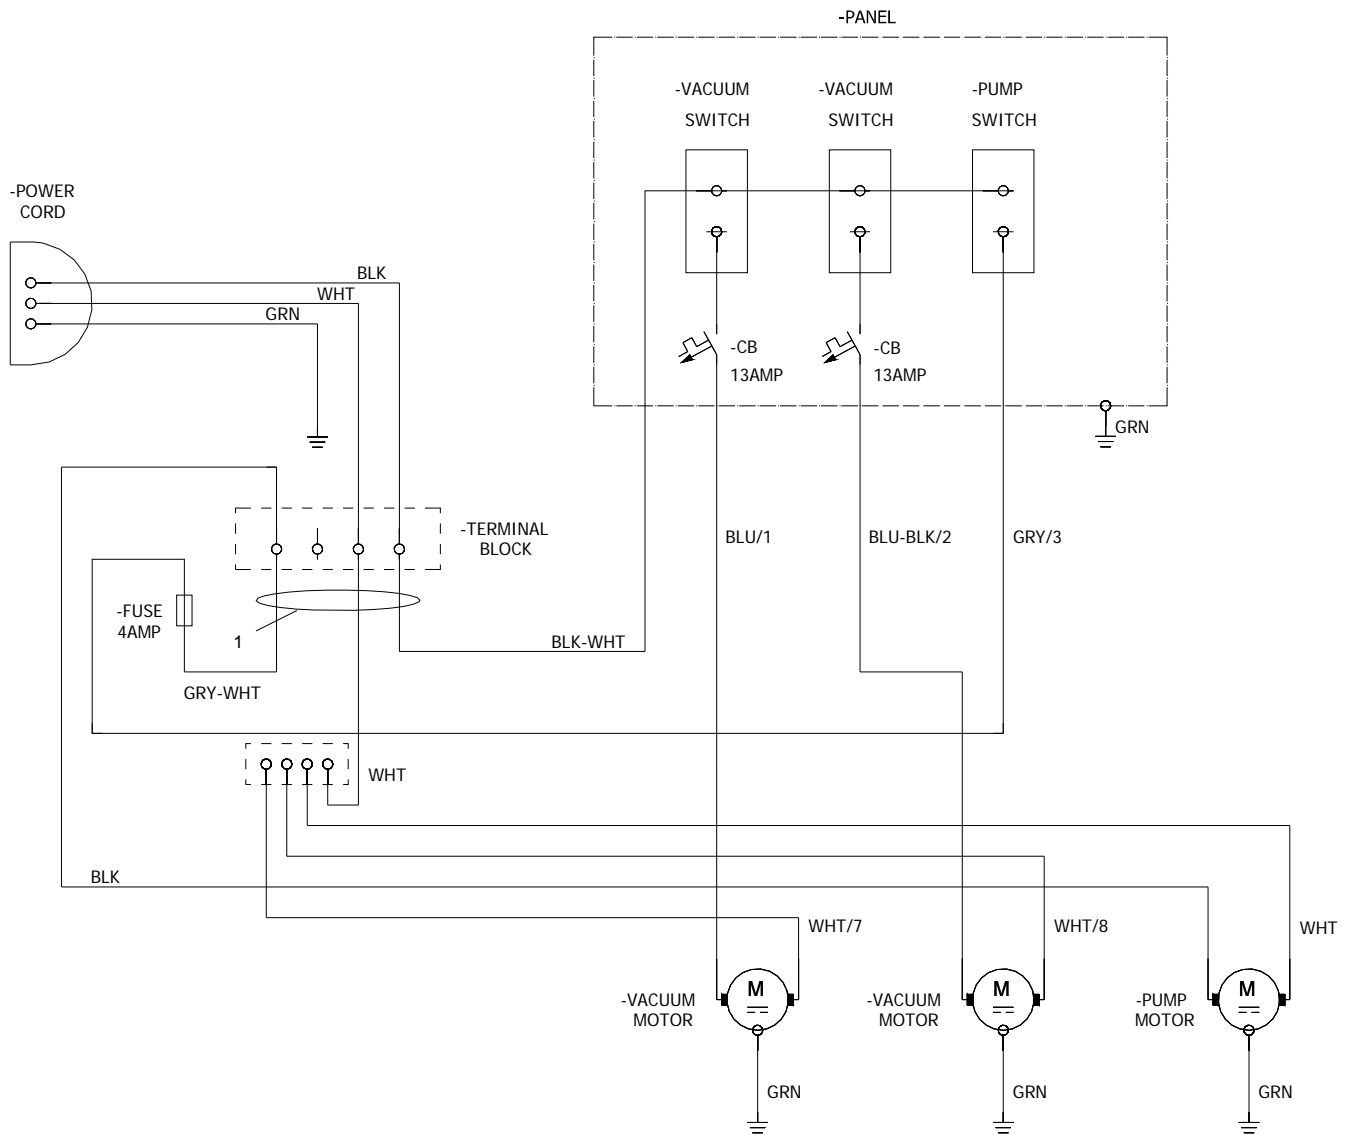 -PANEL
-VACUUM
SWITCH
-VACUUM
SWITCH
-PUMP
SWITCH
-POWER
CORD
BLK
WHT
GRN
-CB
13AMP
-CB
13AMP
GRN
-TERMINAL
BLOCK
BLU/1
BLU-BLK/2
GRY/3
-FUSE
4AMP
1
BLK-WHT
GRY-WHT
WHT
BLK
WHT/7
WHT/8
WHT
-VACUUM
MOTOR
M
-VACUUM
MOTOR
M
-PUMP
MOTOR
M
GRN
GRN
GRN